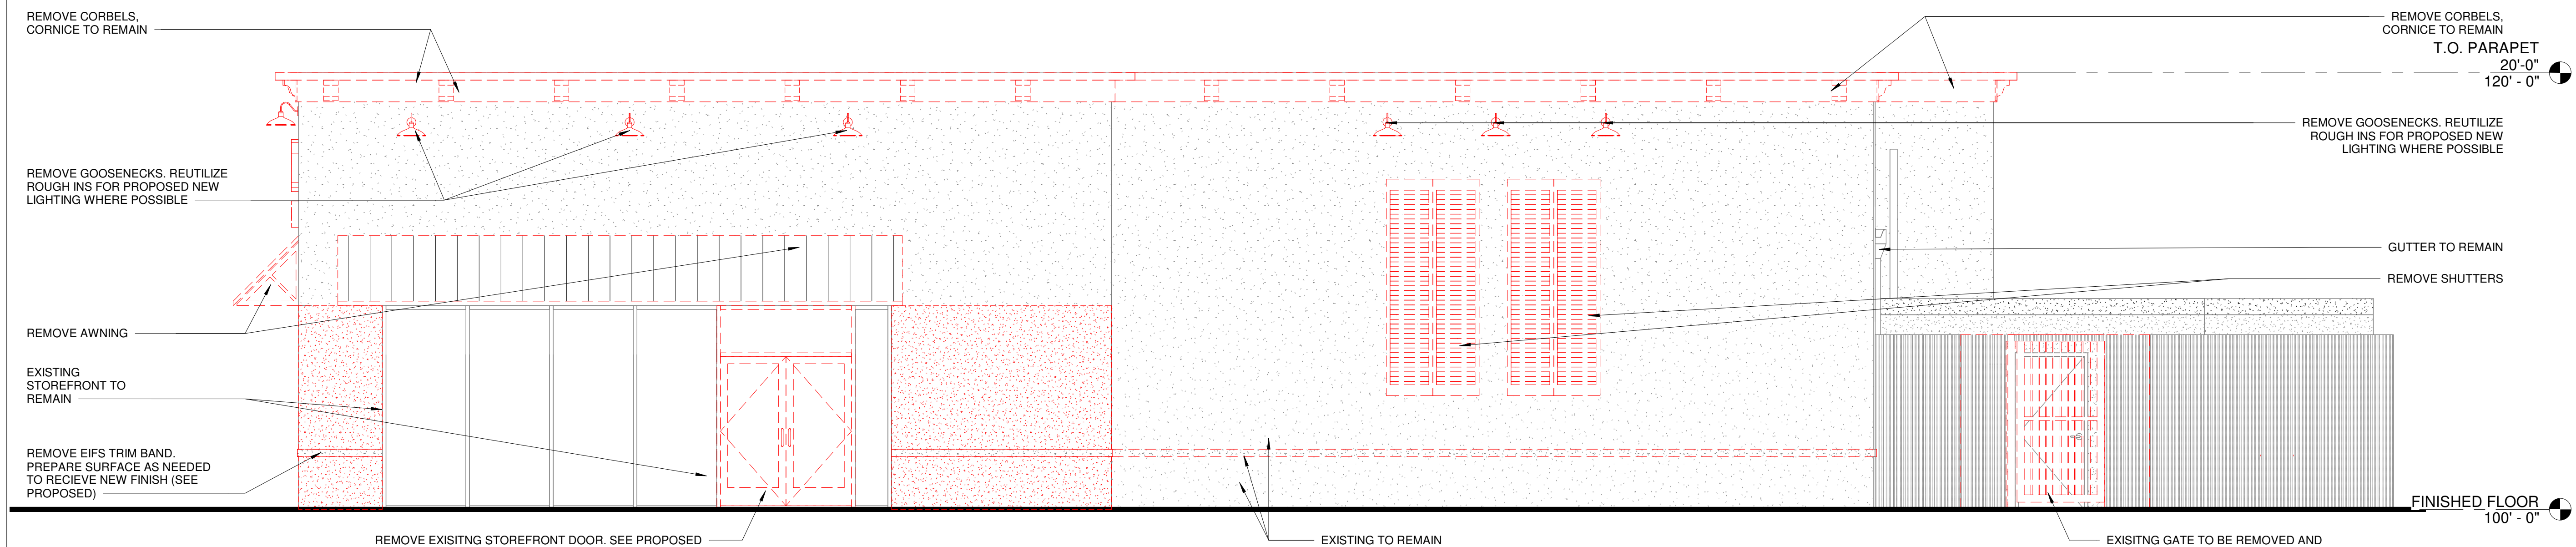 REMOVE CORBELS,
CORNICE TO REMAIN
REMOVE CORBELS,
CORNICE TO REMAIN
T.O. PARAPET
20'-0"
120' - 0"
REMOVE GOOSENECKS. REUTILIZE
ROUGH INS FOR PROPOSED NEW
LIGHTING WHERE POSSIBLE
REMOVE GOOSENECKS. REUTILIZE
ROUGH INS FOR PROPOSED NEW
LIGHTING WHERE POSSIBLE
GUTTER TO REMAIN
REMOVE SHUTTERS
REMOVE AWNING
EXISTING
STOREFRONT TO
REMAIN
REMOVE EIFS TRIM BAND.
PREPARE SURFACE AS NEEDED
TO RECIEVE NEW FINISH (SEE
PROPOSED)
FINISHED FLOOR
100' - 0"
REMOVE EXISITNG STOREFRONT DOOR. SEE PROPOSED
EXISTING TO REMAIN
EXISITNG GATE TO BE REMOVED AND